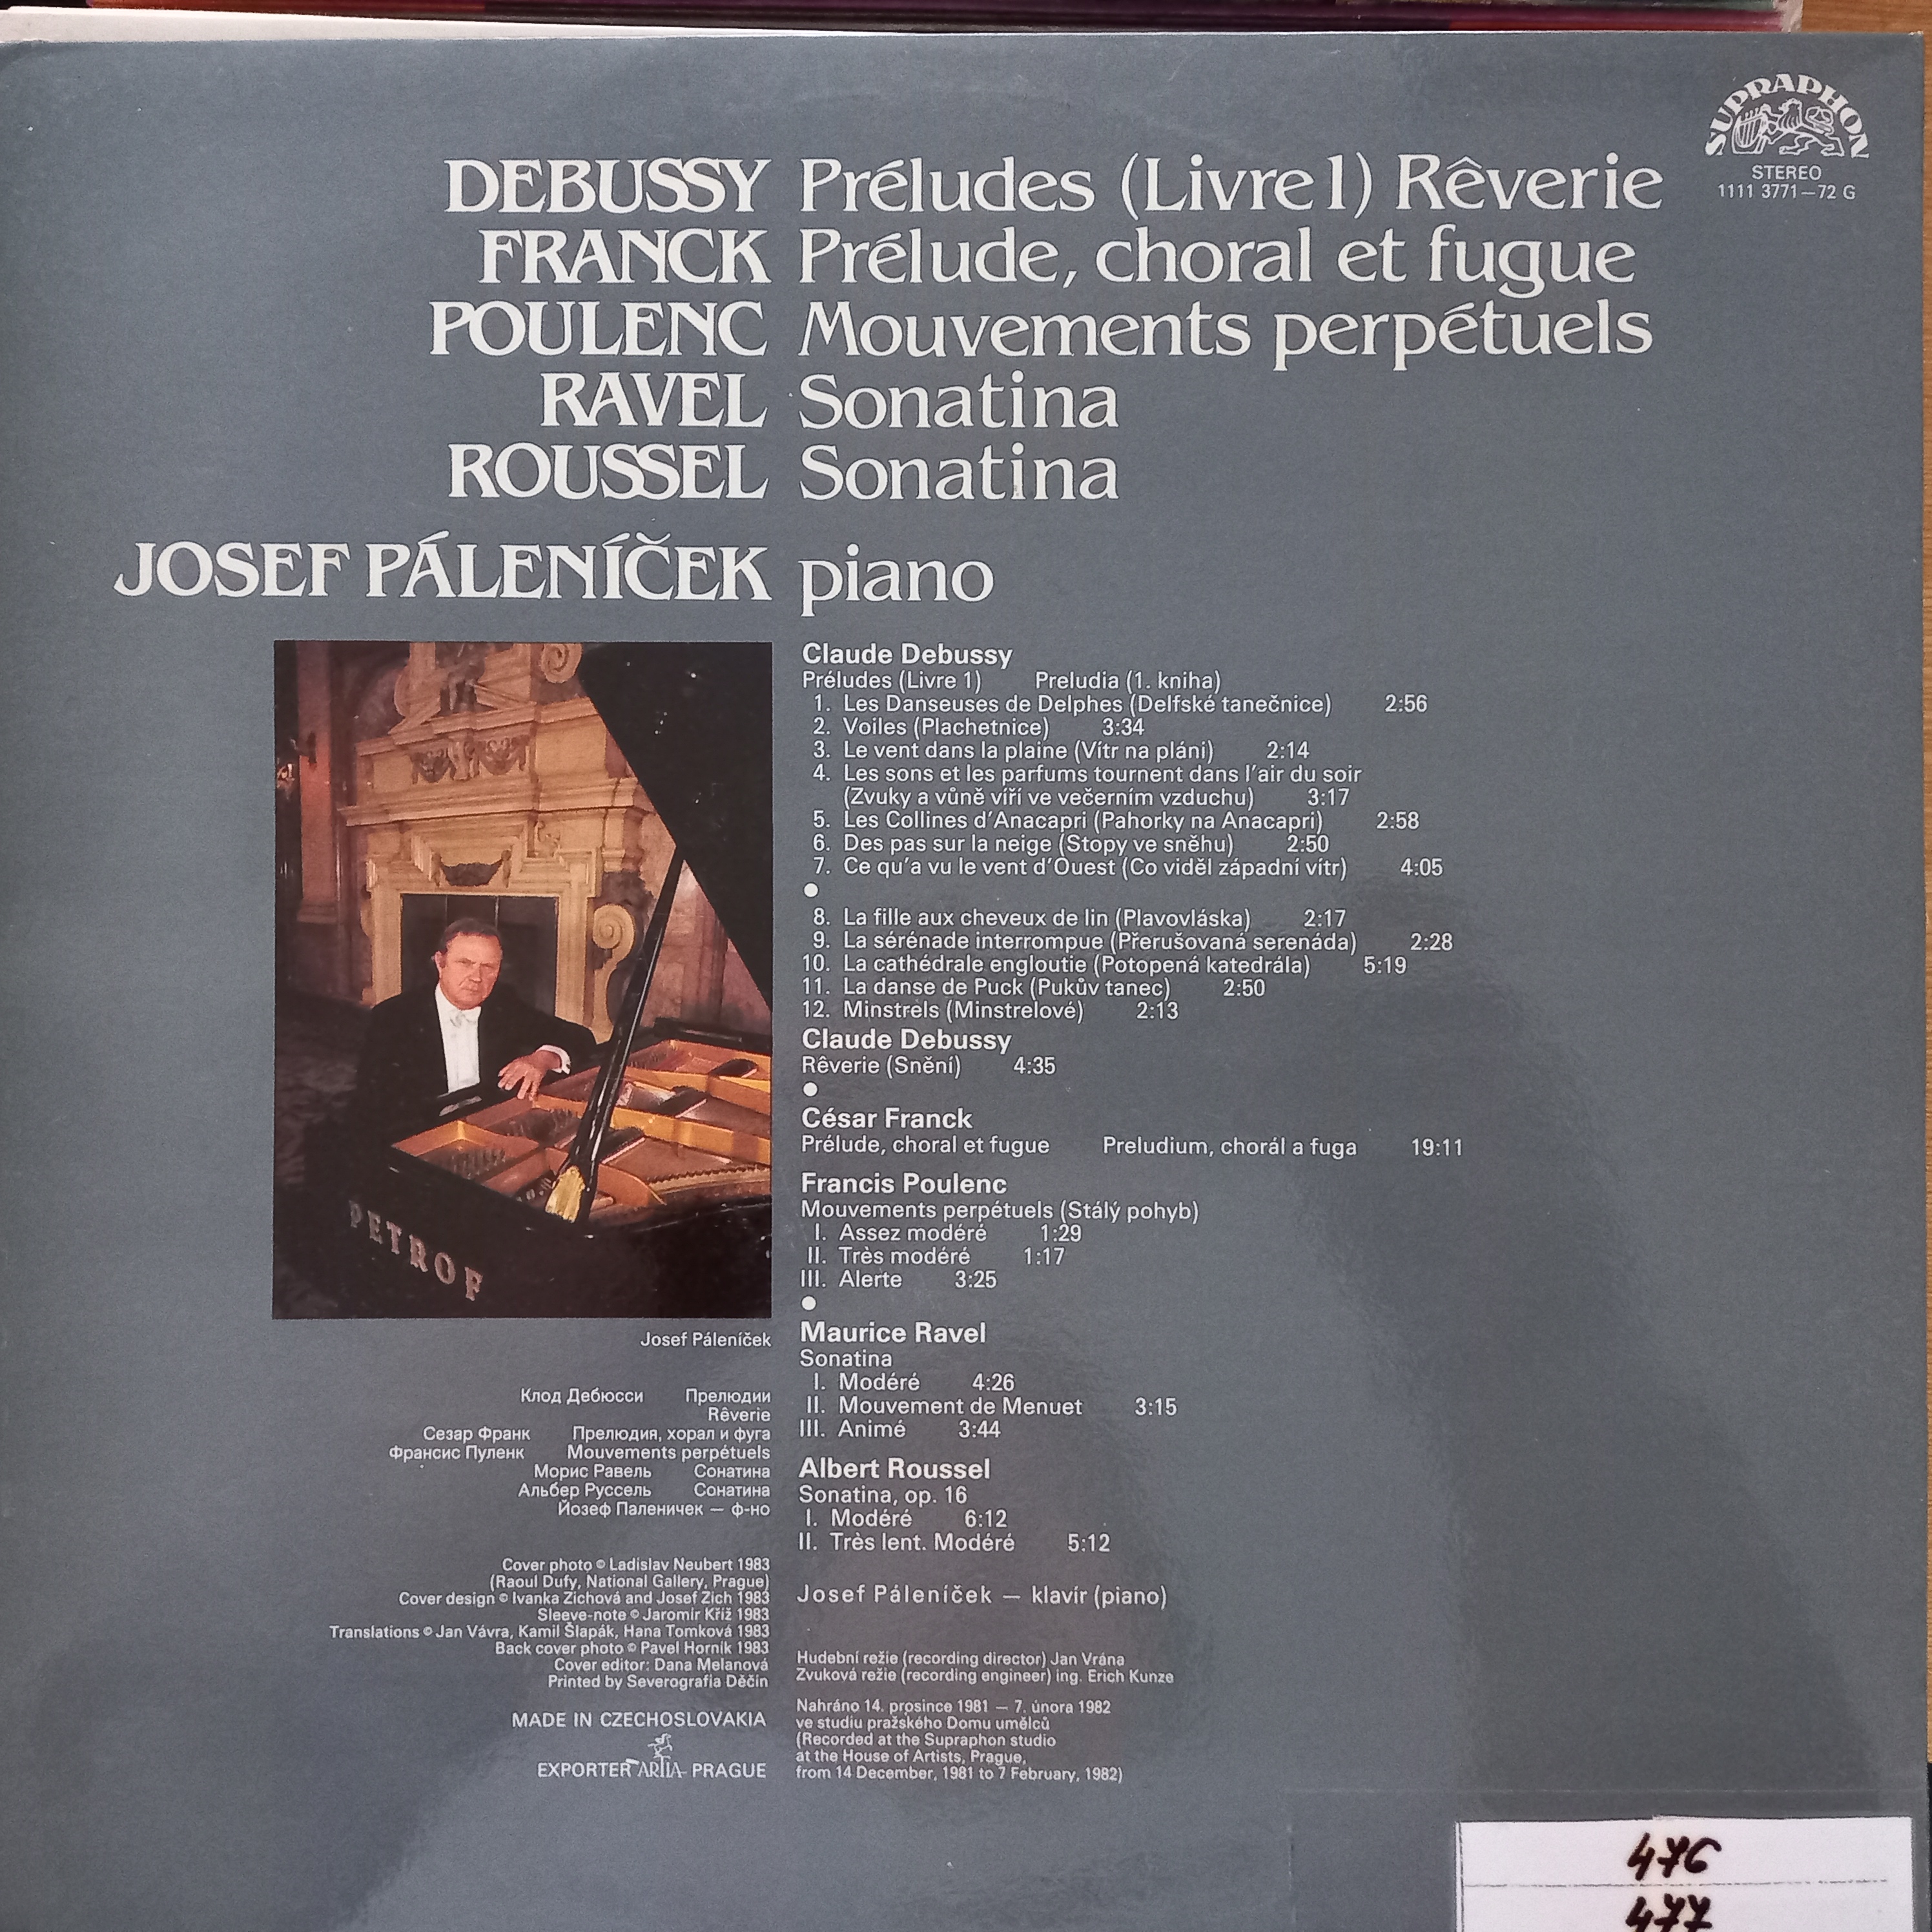 SUPRAPHON
STEREO
1111 3771—72 G
DEBUSSY Préludes (Livre 1) Rêverie
FRANCK Prélude, choral et fugue
POULENC Mouvements perpétuels
RAVEL Sonatina
ROUSSEL Sonatina
JOSEF PÁLENÍČEK piano
PETROF
Josef Páleníček
Клод Дебюсси Прелюдии
Rêverie
Сезар Франк Прелюдия, хорал и фуга
Франсис Пуленк Mouvements perpétuels
Морис Равель Сонатина
Альбер Руссель Сонатина
Йозеф Паленичек — ф-но
Cover photo © Ladislav Neubert 1983
(Raoul Dufy, National Gallery, Prague)
Cover design © Ivanka Zichová and Josef Zich 1983
Sleeve-note © Jaromír Kříž 1983
Translations © Jan Vávra, Kamil Šlapák, Hana Tomková 1983
Back cover photo © Pavel Horník 1983
Cover editor: Dana Melanová
Printed by Severografia Děčín
MADE IN CZECHOSLOVAKIA
EXPORTER ARTIA PRAGUE
Claude Debussy
Préludes (Livre 1) Preludia (1. kniha)
1. Les Danseuses de Delphes (Delfské tanečnice) 2:56
2. Voiles (Plachetnice) 3:34
3. Le vent dans la plaine (Vítr na pláni) 2:14
4. Les sons et les parfums tournent dans l'air du soir
(Zvuky a vůně víří ve večerním vzduchu) 3:17
5. Les Collines d'Anacapri (Pahorky na Anacapri) 2:58
6. Des pas sur la neige (Stopy ve sněhu) 2:50
7. Ce qu'a vu le vent d'Ouest (Co viděl západní vítr) 4:05
●
8. La fille aux cheveux de lin (Plavovláska) 2:17
9. La sérénade interrompue (Přerušovaná serenáda) 2:28
10. La cathédrale engloutie (Potopená katedrála) 5:19
11. La danse de Puck (Pukův tanec) 2:50
12. Minstrels (Minstrelové) 2:13
Claude Debussy
Rêverie (Snění) 4:35
●
César Franck
Prélude, choral et fugue Preludium, chorál a fuga 19:11
Francis Poulenc
Mouvements perpétuels (Stálý pohyb)
I. Assez modéré 1:29
II. Très modéré 1:17
III. Alerte 3:25
●
Maurice Ravel
Sonatina
I. Modéré 4:26
II. Mouvement de Menuet 3:15
III. Animé 3:44
Albert Roussel
Sonatina, op. 16
I. Modéré 6:12
II. Très lent. Modéré 5:12
Josef Páleníček — klavír (piano)
Hudební režie (recording director) Jan Vrána
Zvuková režie (recording engineer) ing. Erich Kunze
Nahráno 14. prosince 1981 — 7. února 1982
ve studiu pražského Domu umělců
(Recorded at the Supraphon studio
at the House of Artists, Prague,
from 14 December, 1981 to 7 February, 1982)
476
477